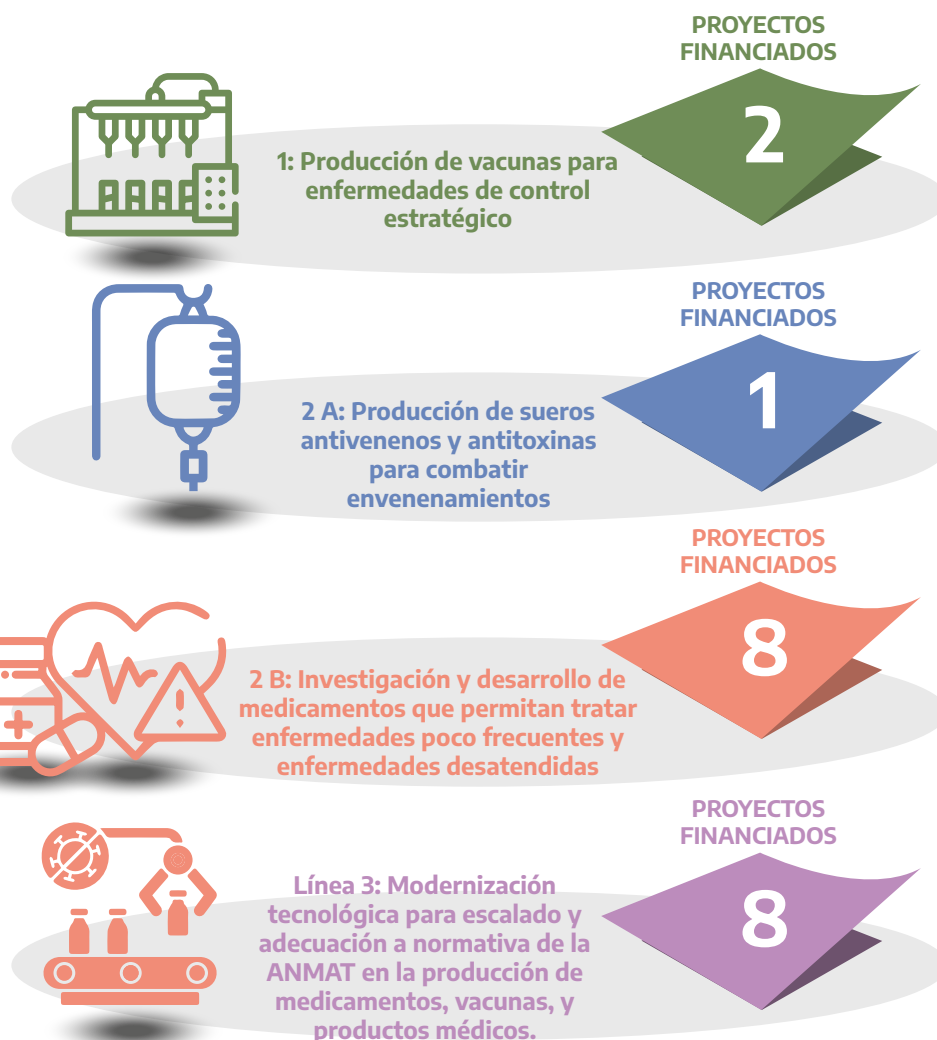 PROYECTOS
FINANCIADOS
2
1: Producción de vacunas para
enfermedades de control
estratégico
PROYECTOS
FINANCIADOS
1
2 A: Producción de sueros
antivenenos y antitoxinas
para combatir
envenenamientos
PROYECTOS
FINANCIADOS
8
2 B: Investigación y desarrollo de
medicamentos que permitan tratar
enfermedades poco frecuentes y
enfermedades desatendidas
PROYECTOS
FINANCIADOS
8
Línea 3: Modernización
tecnológica para escalado y
adecuación a normativa de la
ANMAT en la producción de
medicamentos, vacunas, y
productos médicos.